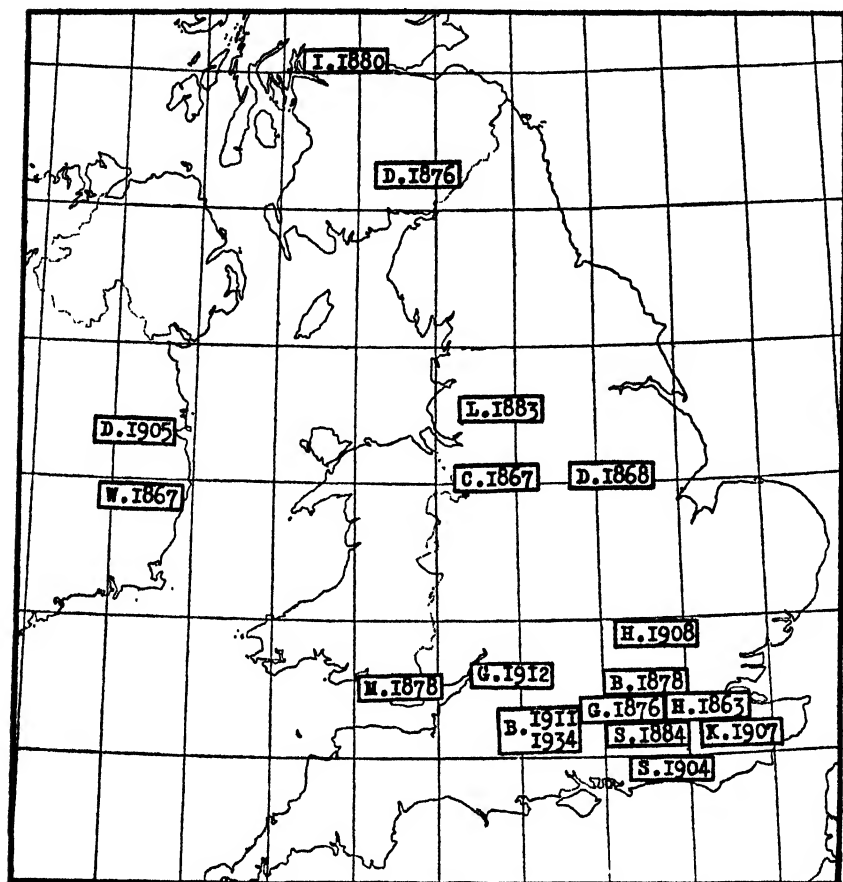 I.1880
D.1876
L.1883
D.1905
C.1867
D.1868
W.1867
H.1908
G.1912
M.1878
B.1878
G.1876
H.1863
B. 1911
1934
S.1884
K.1907
S.1904